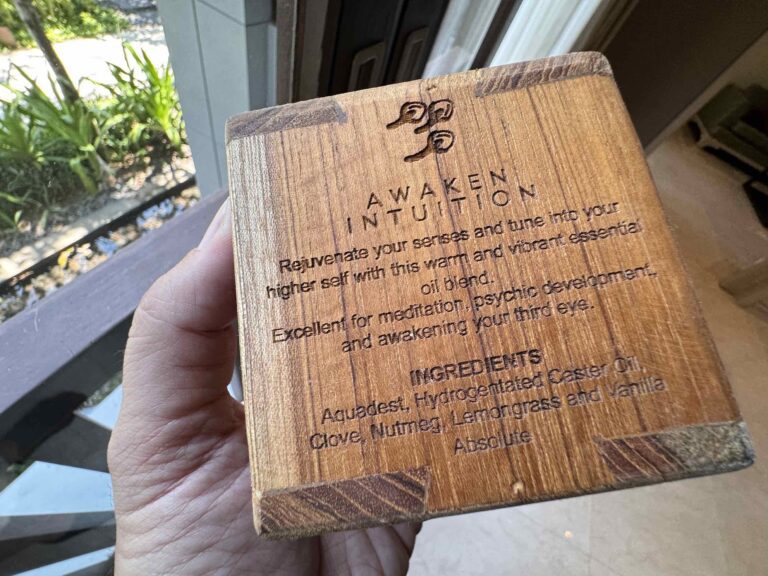 AWAKEN
INTUITION
Rejuvenate your senses and tune into your
higher self with this warm and vibrant essential
oil blend.
Excellent for meditation, psychic development,
and awakening your third eye.
INGREDIENTS
Aquadest, Hydrogentated Caster Oil,
Clove, Nutmeg, Lemongrass and Vanilla
Absolute